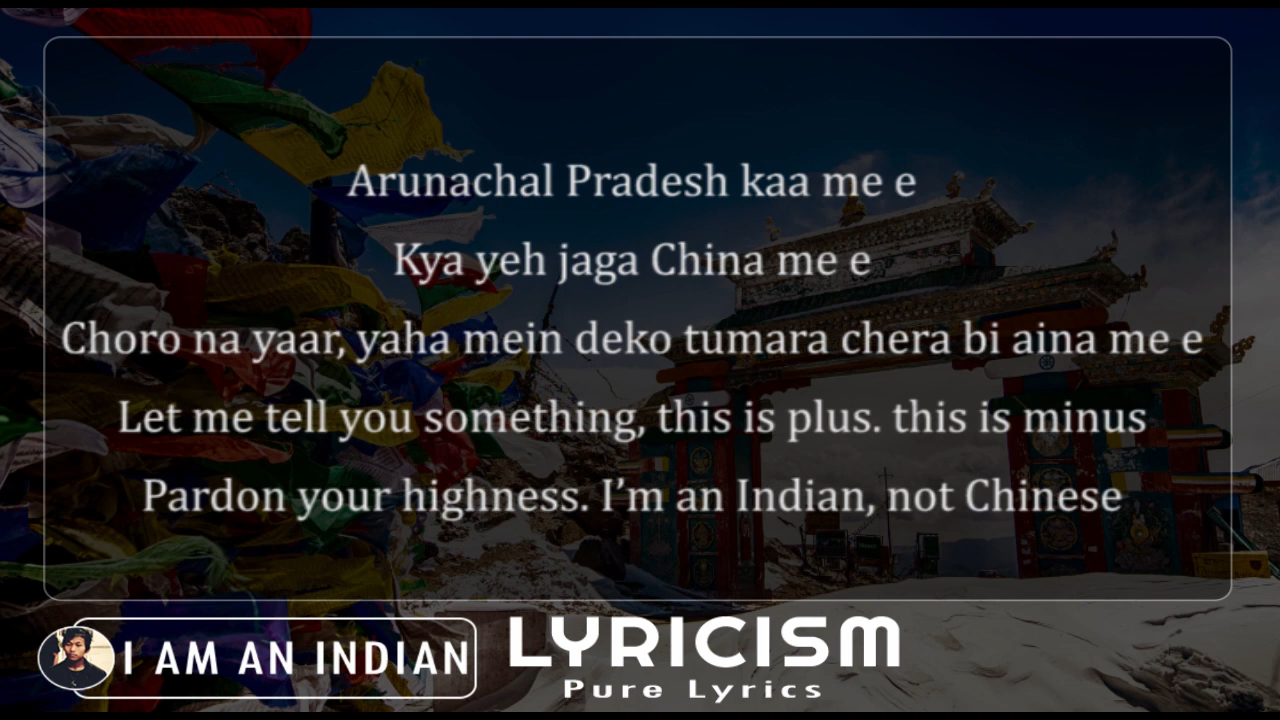 Arunachal Pradesh kaa me e
Kya yeh jaga China me e
Choro na yaar, yaha mein deko tumara chera bi aina me e
Let me tell you something, this is plus. this is minus
Pardon your highness. I’m an Indian, not Chinese
I AM AN INDIAN
LYRICISM
Pure Lyrics